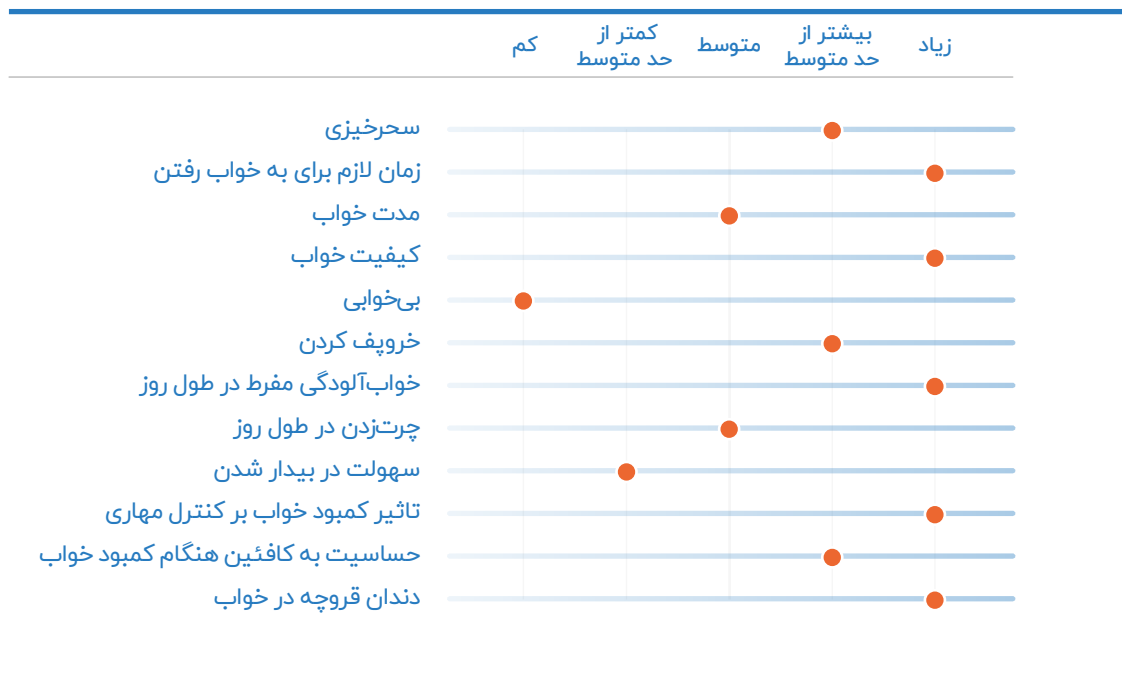 زیاد
بیشتر از
حد متوسط
متوسط
کمتر از
حد متوسط
کم
سحرخیزی
زمان لازم برای به خواب رفتن
مدت خواب
کیفیت خواب
بی‌خوابی
خروپف کردن
خواب‌آلودگی مفرط در طول روز
چرت‌زدن در طول روز
سهولت در بیدار شدن
تاثیر کمبود خواب بر کنترل مهاری
حساسیت به کافئین هنگام کمبود خواب
دندان قروچه در خواب